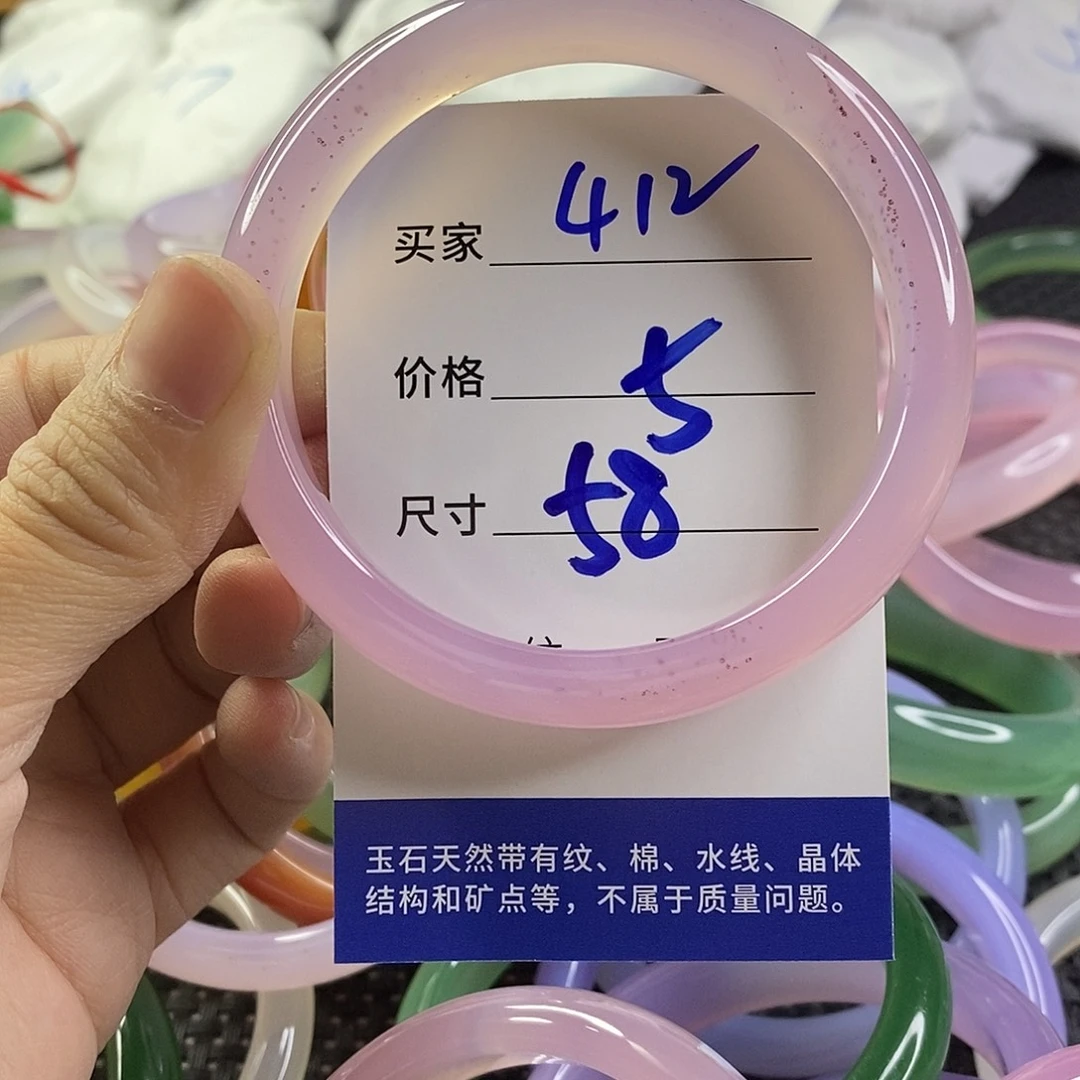 买家 412
价格 5
尺寸 58
玉石天然带有纹、棉、水线、晶体
结构和矿点等，不属于质量问题。